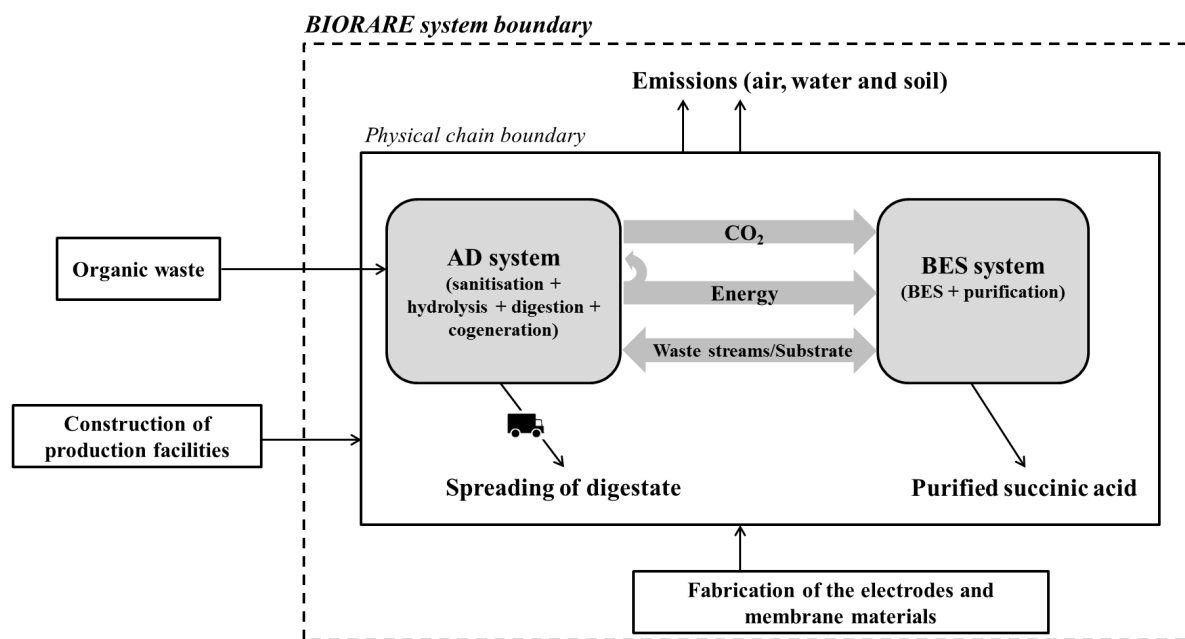 BIORARE system boundary
Emissions (air, water and soil)
Physical chain boundary
Organic waste
AD system
(sanitisation +
hydrolysis + digestion +
cogeneration)
CO₂
Energy
Waste streams/Substrate
BES system
(BES + purification)
Construction of
production facilities
Spreading of digestate
Purified succinic acid
Fabrication of the electrodes and
membrane materials